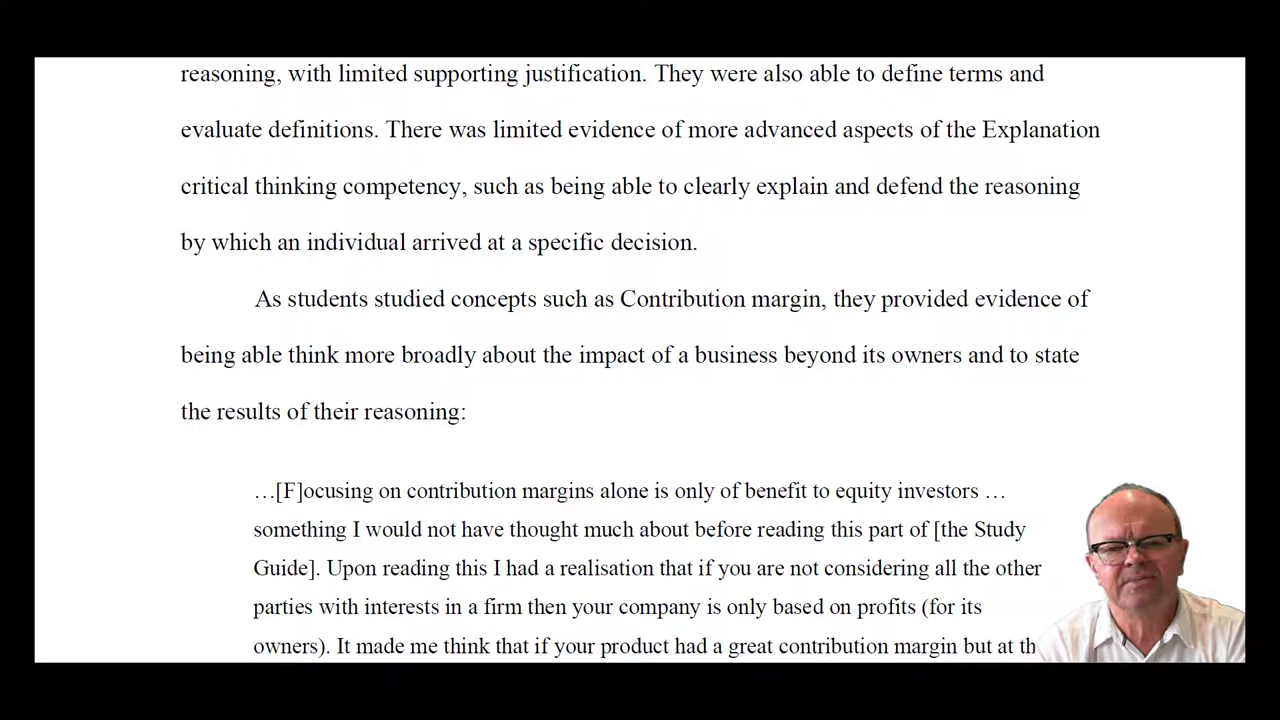 reasoning, with limited supporting justification. They were also able to define terms and
evaluate definitions. There was limited evidence of more advanced aspects of the Explanation
critical thinking competency, such as being able to clearly explain and defend the reasoning
by which an individual arrived at a specific decision.
As students studied concepts such as Contribution margin, they provided evidence of
being able think more broadly about the impact of a business beyond its owners and to state
the results of their reasoning:
…[F]ocusing on contribution margins alone is only of benefit to equity investors …
something I would not have thought much about before reading this part of [the Study
Guide]. Upon reading this I had a realisation that if you are not considering all the other
parties with interests in a firm then your company is only based on profits (for its
owners). It made me think that if your product had a great contribution margin but at